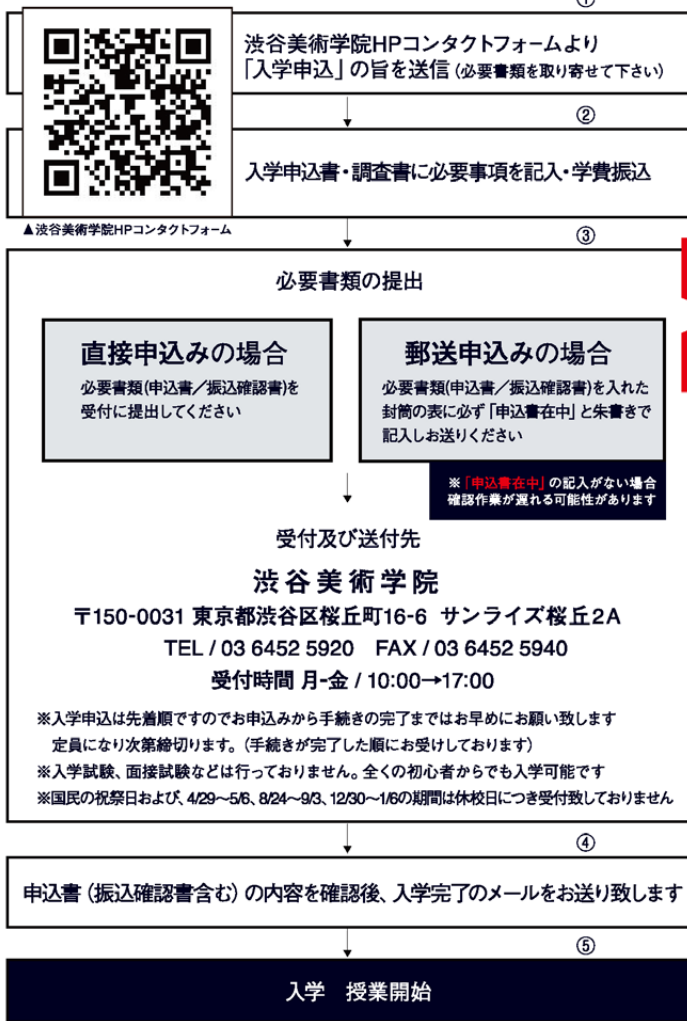 ①
渋谷美術学院HPコンタクトフォームより
「入学申込」の旨を送信(必要書類を取り寄せて下さい)
②
入学申込書・調査書に必要事項を記入・学費振込
▲渋谷美術学院HPコンタクトフォーム
③
必要書類の提出
直接申込みの場合
必要書類(申込書/振込確認書)を
受付に提出してください
郵送申込みの場合
必要書類(申込書/振込確認書)を入れた
封筒の表に必ず「申込書在中」と朱書きで
記入しお送りください
※「申込書在中」の記入がない場合
確認作業が遅れる可能性があります
受付及び送付先
渋谷美術学院
〒150-0031 東京都渋谷区桜丘町16-6 サンライズ桜丘2A
TEL / 03 6452 5920 FAX / 03 6452 5940
受付時間 月-金 / 10:00→17:00
※入学申込は先着順ですのでお申込みから手続きの完了まではお早めにお願い致します
定員になり次第締切ります。(手続きが完了した順にお受けしております)
※入学試験、面接試験などは行っておりません。全くの初心者からでも入学可能です
※国民の祝祭日および、4/29〜5/6、8/24〜9/3、12/30〜1/6の期間は休校日につき受付致しておりません
④
申込書(振込確認書含む)の内容を確認後、入学完了のメールをお送り致します
⑤
入学 授業開始